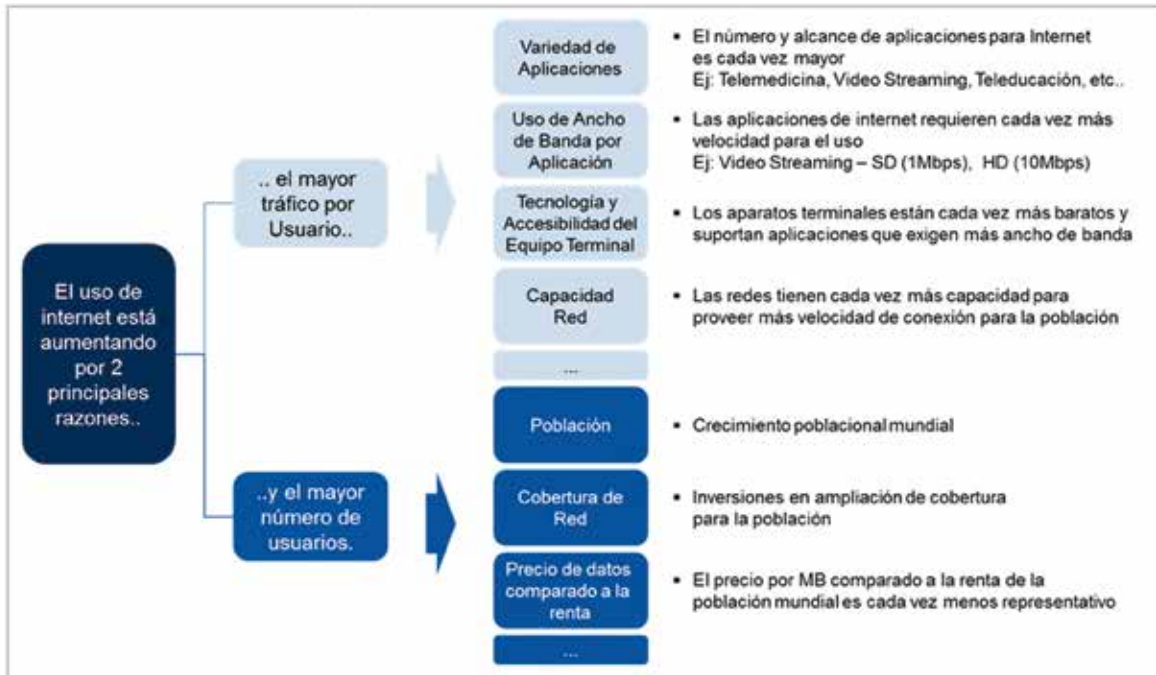 El uso de
internet está
aumentando
por 2
principales
razones..
.. el mayor
tráfico por
Usuario..
Variedad de
Aplicaciones
▪ El número y alcance de aplicaciones para Internet
es cada vez mayor
Ej: Telemedicina, Video Streaming, Teleducación, etc..
Uso de Ancho
de Banda por
Aplicación
▪ Las aplicaciones de internet requieren cada vez más
velocidad para el uso
Ej: Video Streaming – SD (1Mbps), HD (10Mbps)
Tecnología y
Accesibilidad del
Equipo Terminal
▪ Los aparatos terminales están cada vez más baratos y
suportan aplicaciones que exigen más ancho de banda
Capacidad
Red
▪ Las redes tienen cada vez más capacidad para
proveer más velocidad de conexión para la población
...
..y el mayor
número de
usuarios.
Población
▪ Crecimiento poblacional mundial
Cobertura de
Red
▪ Inversiones en ampliación de cobertura
para la población
Precio de datos
comparado a la
renta
▪ El precio por MB comparado a la renta de la
población mundial es cada vez menos representativo
...